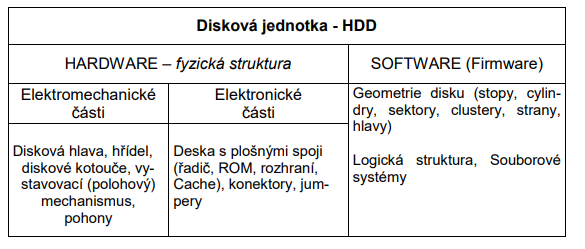 Disková jednotka - HDD
HARDWARE – fyzická struktura
SOFTWARE (Firmware)
Elektromechanické
části
Elektronické
části
Disková hlava, hřídel,
diskové kotouče, vy-
stavovací (polohový)
mechanismus,
pohony
Deska s plošnými spoji
(řadič, ROM, rozhraní,
Cache), konektory, jum-
pery
Geometrie disku (stopy, cylin-
dry, sektory, clustery, strany,
hlavy)
Logická struktura, Souborové
systémy